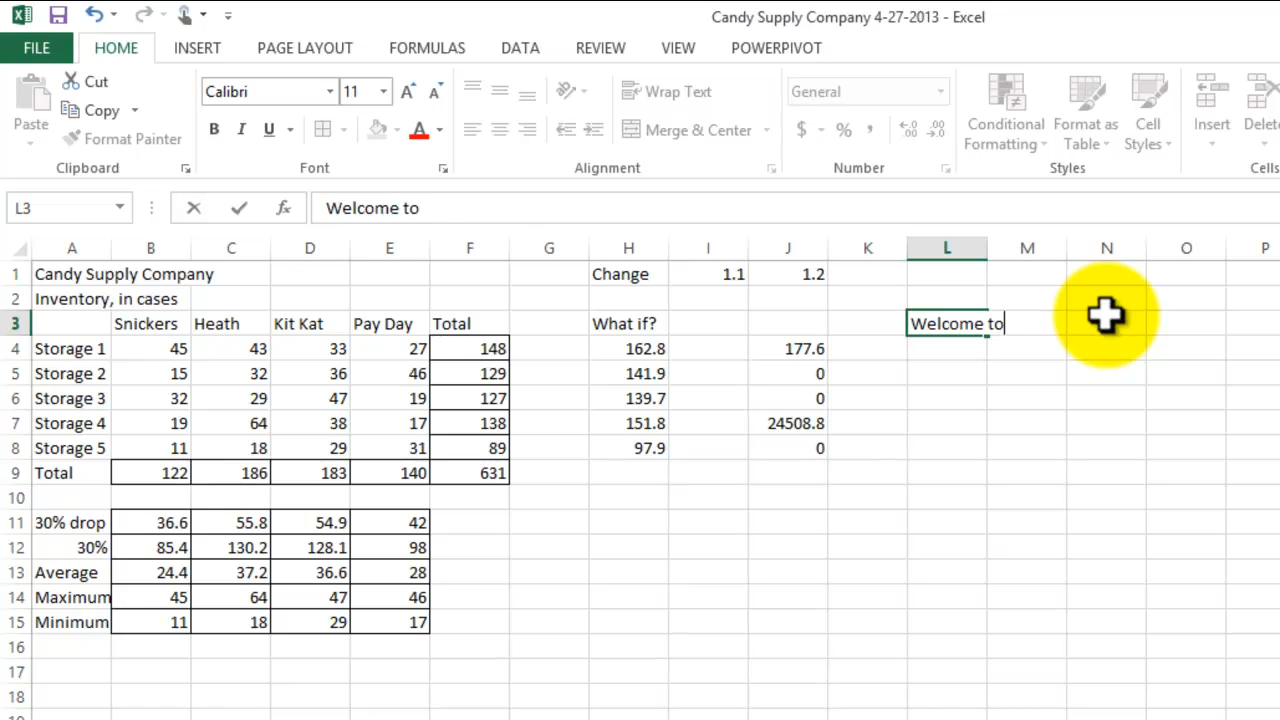 Candy Supply Company 4-27-2013 - Excel
FILE HOME INSERT PAGE LAYOUT FORMULAS DATA REVIEW VIEW POWERPIVOT
Cut
Copy
Format Painter
Paste
Clipboard
Calibri 11
B I U
Font
Wrap Text
Merge & Center
Alignment
General
$ % ,
Number
Conditional Formatting
Format as Table
Cell Styles
Styles
Insert
Delet
Cells
L3 fx Welcome to
A B C D E F G H I J K L M N O P
1 Candy Supply Company Change 1.1 1.2
2 Inventory, in cases
3 Snickers Heath Kit Kat Pay Day Total What if? Welcome to
4 Storage 1 45 43 33 27 148 162.8 177.6
5 Storage 2 15 32 36 46 129 141.9 0
6 Storage 3 32 29 47 19 127 139.7 0
7 Storage 4 19 64 38 17 138 151.8 24508.8
8 Storage 5 11 18 29 31 89 97.9 0
9 Total 122 186 183 140 631
10
11 30% drop 36.6 55.8 54.9 42
12 30% 85.4 130.2 128.1 98
13 Average 24.4 37.2 36.6 28
14 Maximum 45 64 47 46
15 Minimum 11 18 29 17
16
17
18